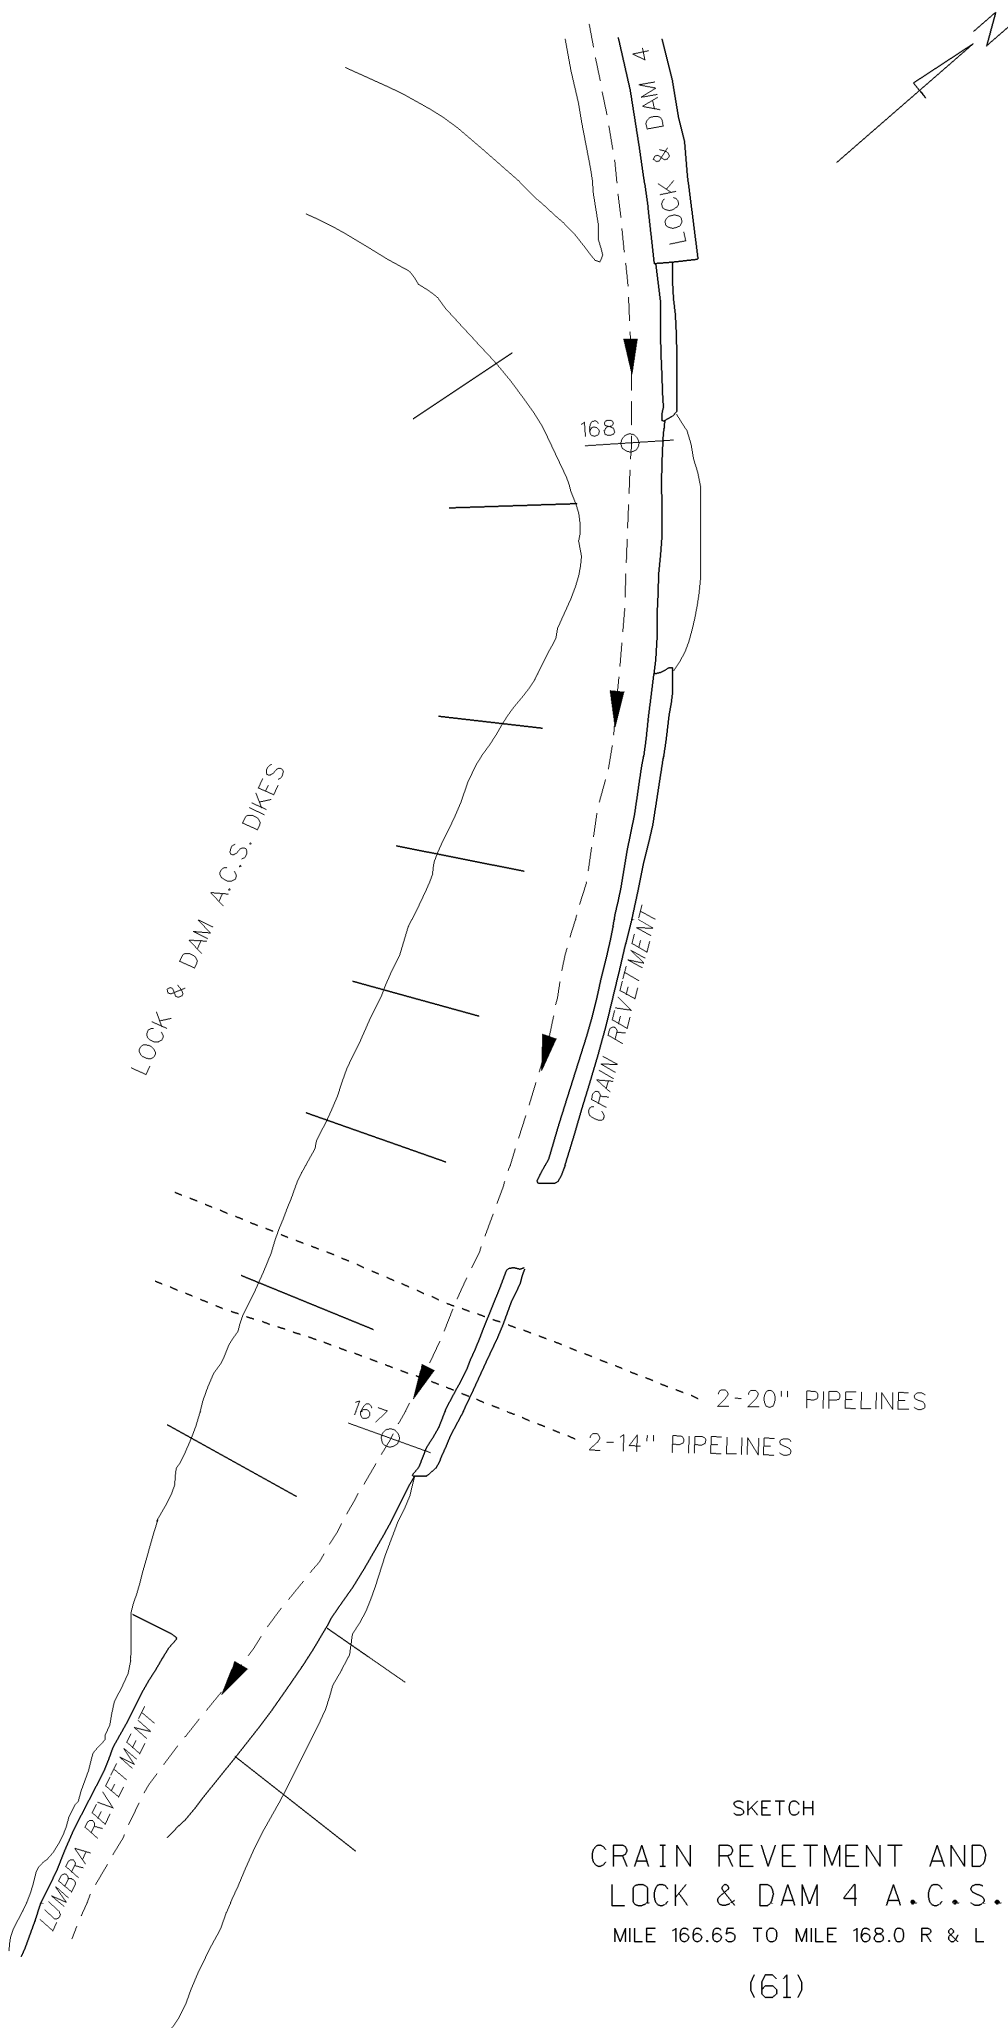 N
LOCK & DAM 4
168
LOCK & DAM A.C.S. DIKES
CRAIN REVETMENT
2-20" PIPELINES
167
2-14" PIPELINES
LUMBRA REVETMENT
SKETCH
CRAIN REVETMENT AND
LOCK & DAM 4 A.C.S.
MILE 166.65 TO MILE 168.0 R & L
(61)